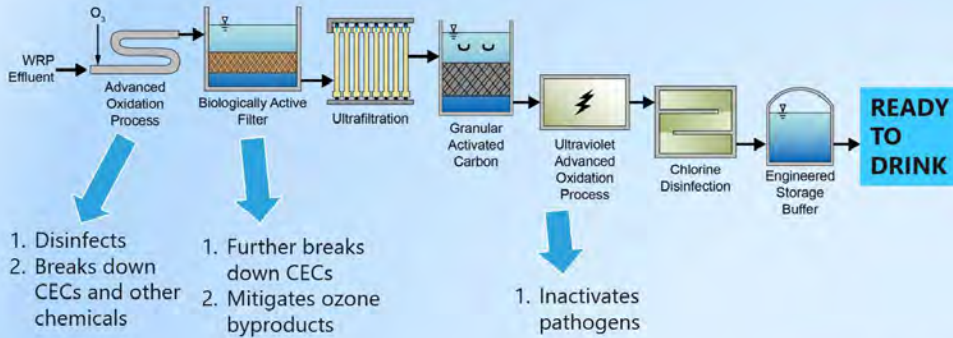 O3
WRP
Effluent
Advanced
Oxidation
Process
Biologically Active
Filter
Ultrafiltration
Granular
Activated
Carbon
Ultraviolet
Advanced
Oxidation
Process
Chlorine
Disinfection
Engineered
Storage
Buffer
READY
TO
DRINK
1. Disinfects
2. Breaks down
CECs and other
chemicals
1. Further breaks
down CECs
2. Mitigates ozone
byproducts
1. Inactivates
pathogens